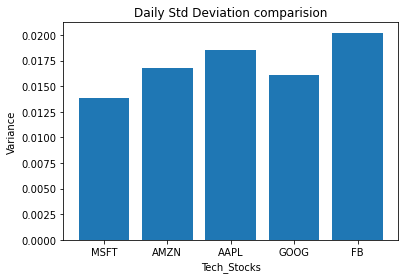 Daily Std Deviation comparision
0.0200
0.0175
0.0150
0.0125
0.0100
0.0075
0.0050
0.0025
0.0000
Variance
MSFT AMZN AAPL GOOG FB
Tech_Stocks